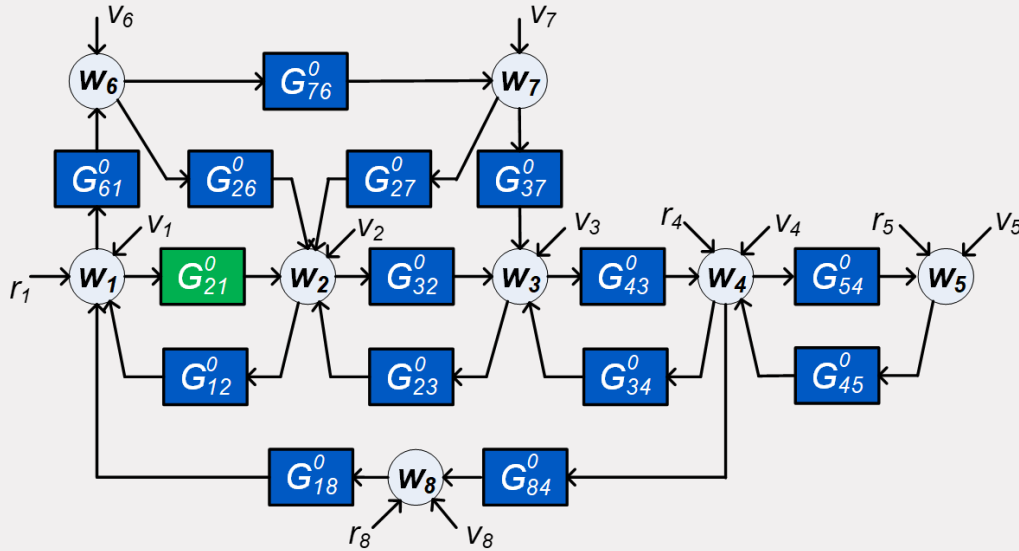 v6 v7
w6 G^0_76 w7
G^0_61 G^0_26 G^0_27 G^0_37
v1 v2 v3 r4 v4 r5 v5
r1 w1 G^0_21 w2 G^0_32 w3 G^0_43 w4 G^0_54 w5
G^0_12 G^0_23 G^0_34 G^0_45
G^0_18 w8 G^0_84
r8 v8